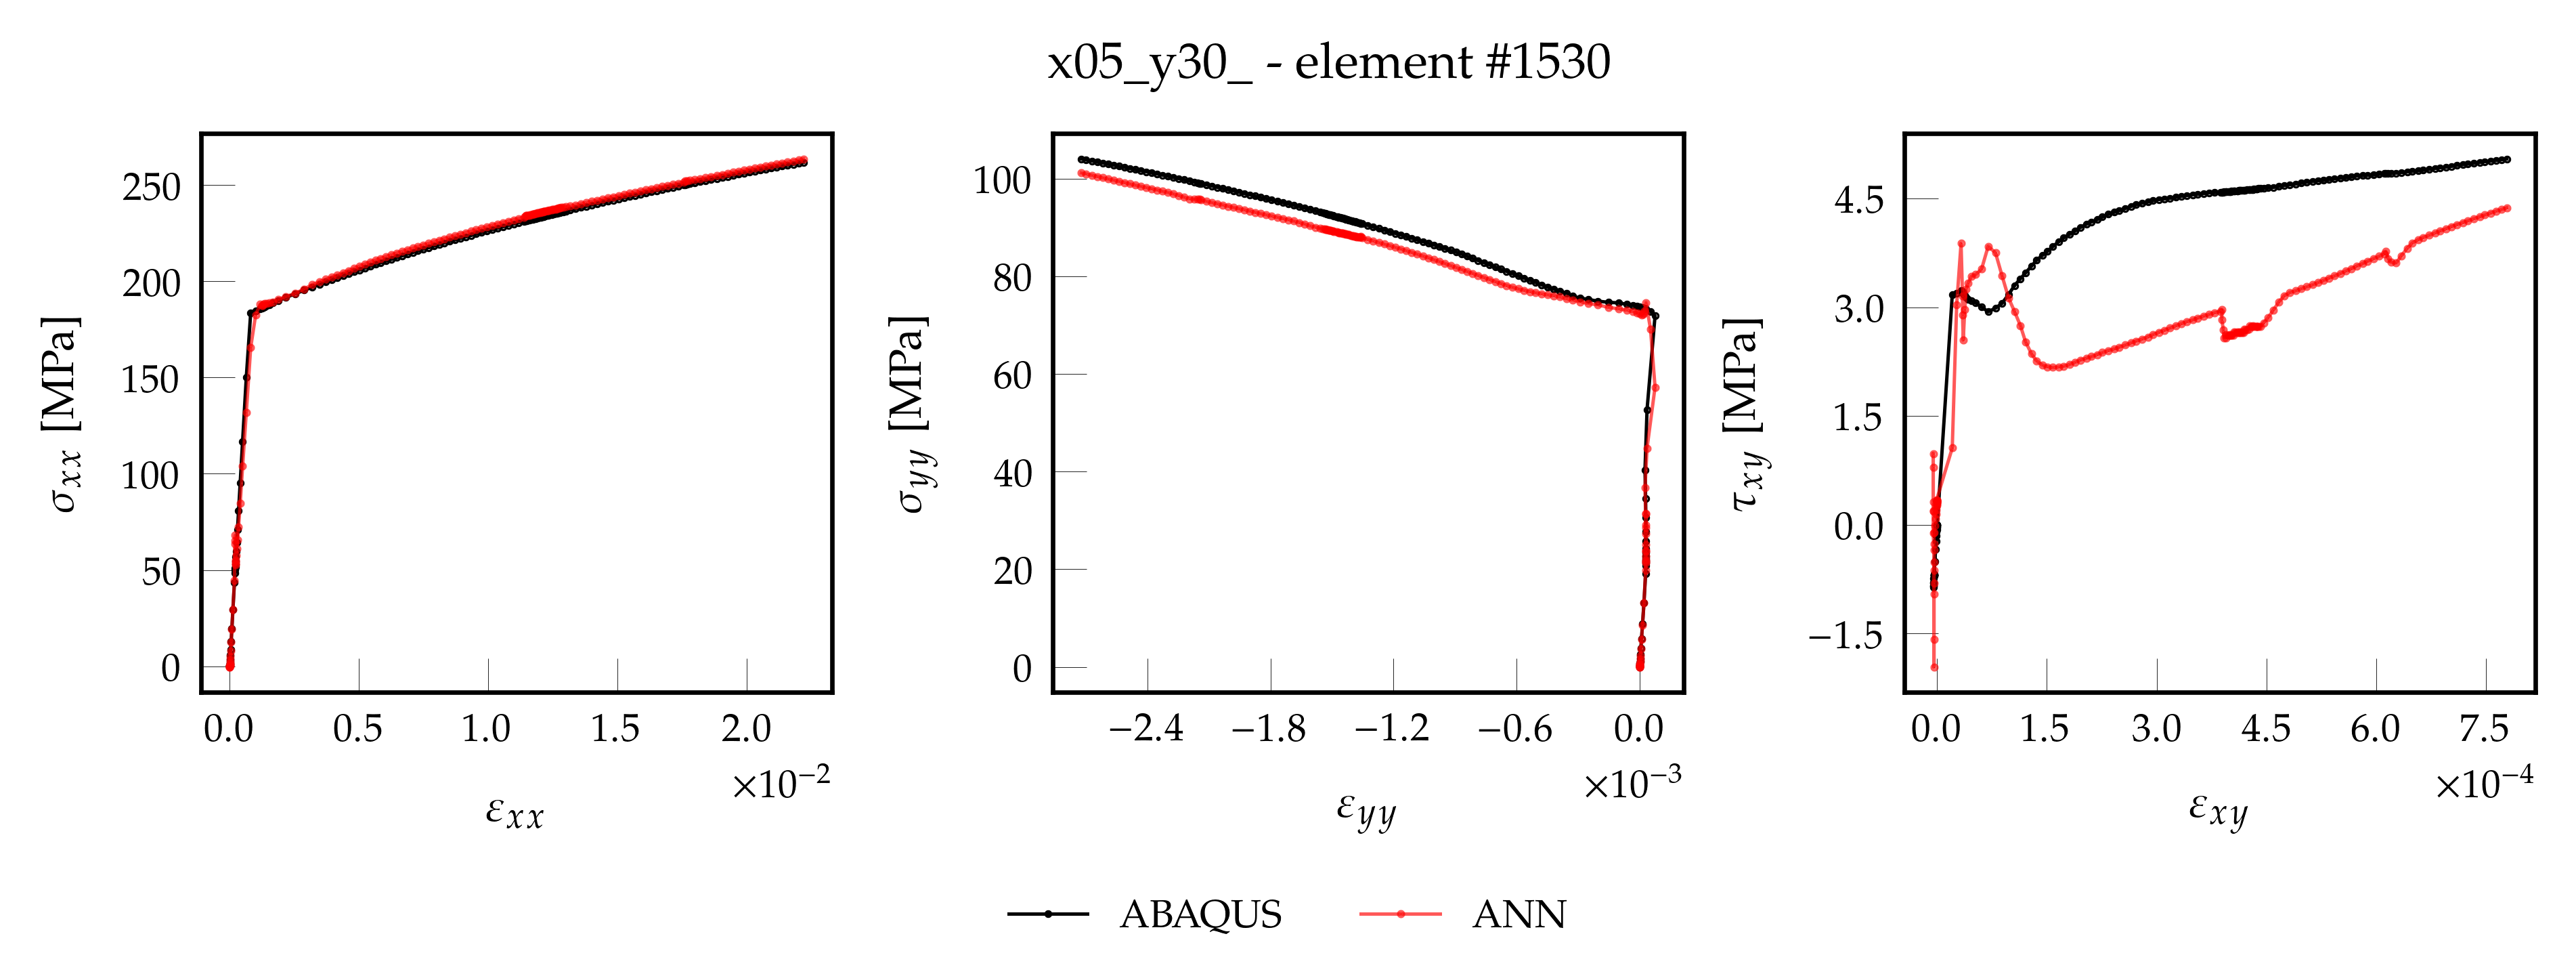 x05_y30_ - element #1530
σxx [MPa]
250
200
150
100
50
0
0.0 0.5 1.0 1.5 2.0
×10−2
εxx
σyy [MPa]
100
80
60
40
20
0
−2.4 −1.8 −1.2 −0.6 0.0
×10−3
εyy
τxy [MPa]
4.5
3.0
1.5
0.0
−1.5
0.0 1.5 3.0 4.5 6.0 7.5
×10−4
εxy
ABAQUS ANN